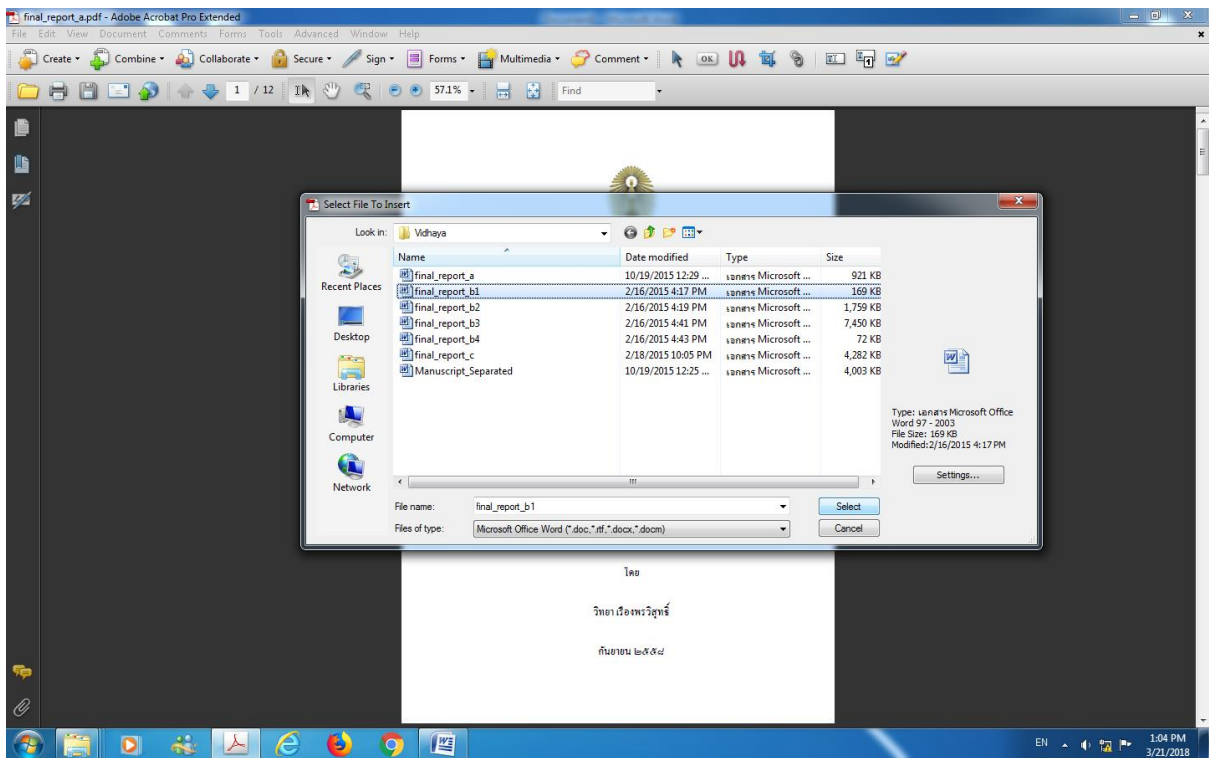 final_report_a.pdf - Adobe Acrobat Pro Extended
File Edit View Document Comments Forms Tools Advanced Window Help
Create Combine Collaborate Secure Sign Forms Multimedia Comment OK
1 / 12 57.1% Find
Select File To Insert
Look in: Vidhaya
Name Date modified Type Size
final_report_a 10/19/2015 12:29 ... เอกสาร Microsoft ... 921 KB
final_report_b1 2/16/2015 4:17 PM เอกสาร Microsoft ... 169 KB
final_report_b2 2/16/2015 4:19 PM เอกสาร Microsoft ... 1,759 KB
final_report_b3 2/16/2015 4:41 PM เอกสาร Microsoft ... 7,450 KB
final_report_b4 2/16/2015 4:43 PM เอกสาร Microsoft ... 72 KB
final_report_c 2/18/2015 10:05 PM เอกสาร Microsoft ... 4,282 KB
Manuscript_Separated 10/19/2015 12:25 ... เอกสาร Microsoft ... 4,003 KB
Recent Places
Desktop
Libraries
Computer
Network
Type: เอกสาร Microsoft Office
Word 97 - 2003
File Size: 169 KB
Modified: 2/16/2015 4:17 PM
Settings...
File name: final_report_b1 Select
Files of type: Microsoft Office Word (*.doc,*.rtf,*.docx,*.docm) Cancel
โดย
วิทยา เรืองพรวิสุทธิ์
กันยายน ๒๕๕๘
EN 1:04 PM
3/21/2018